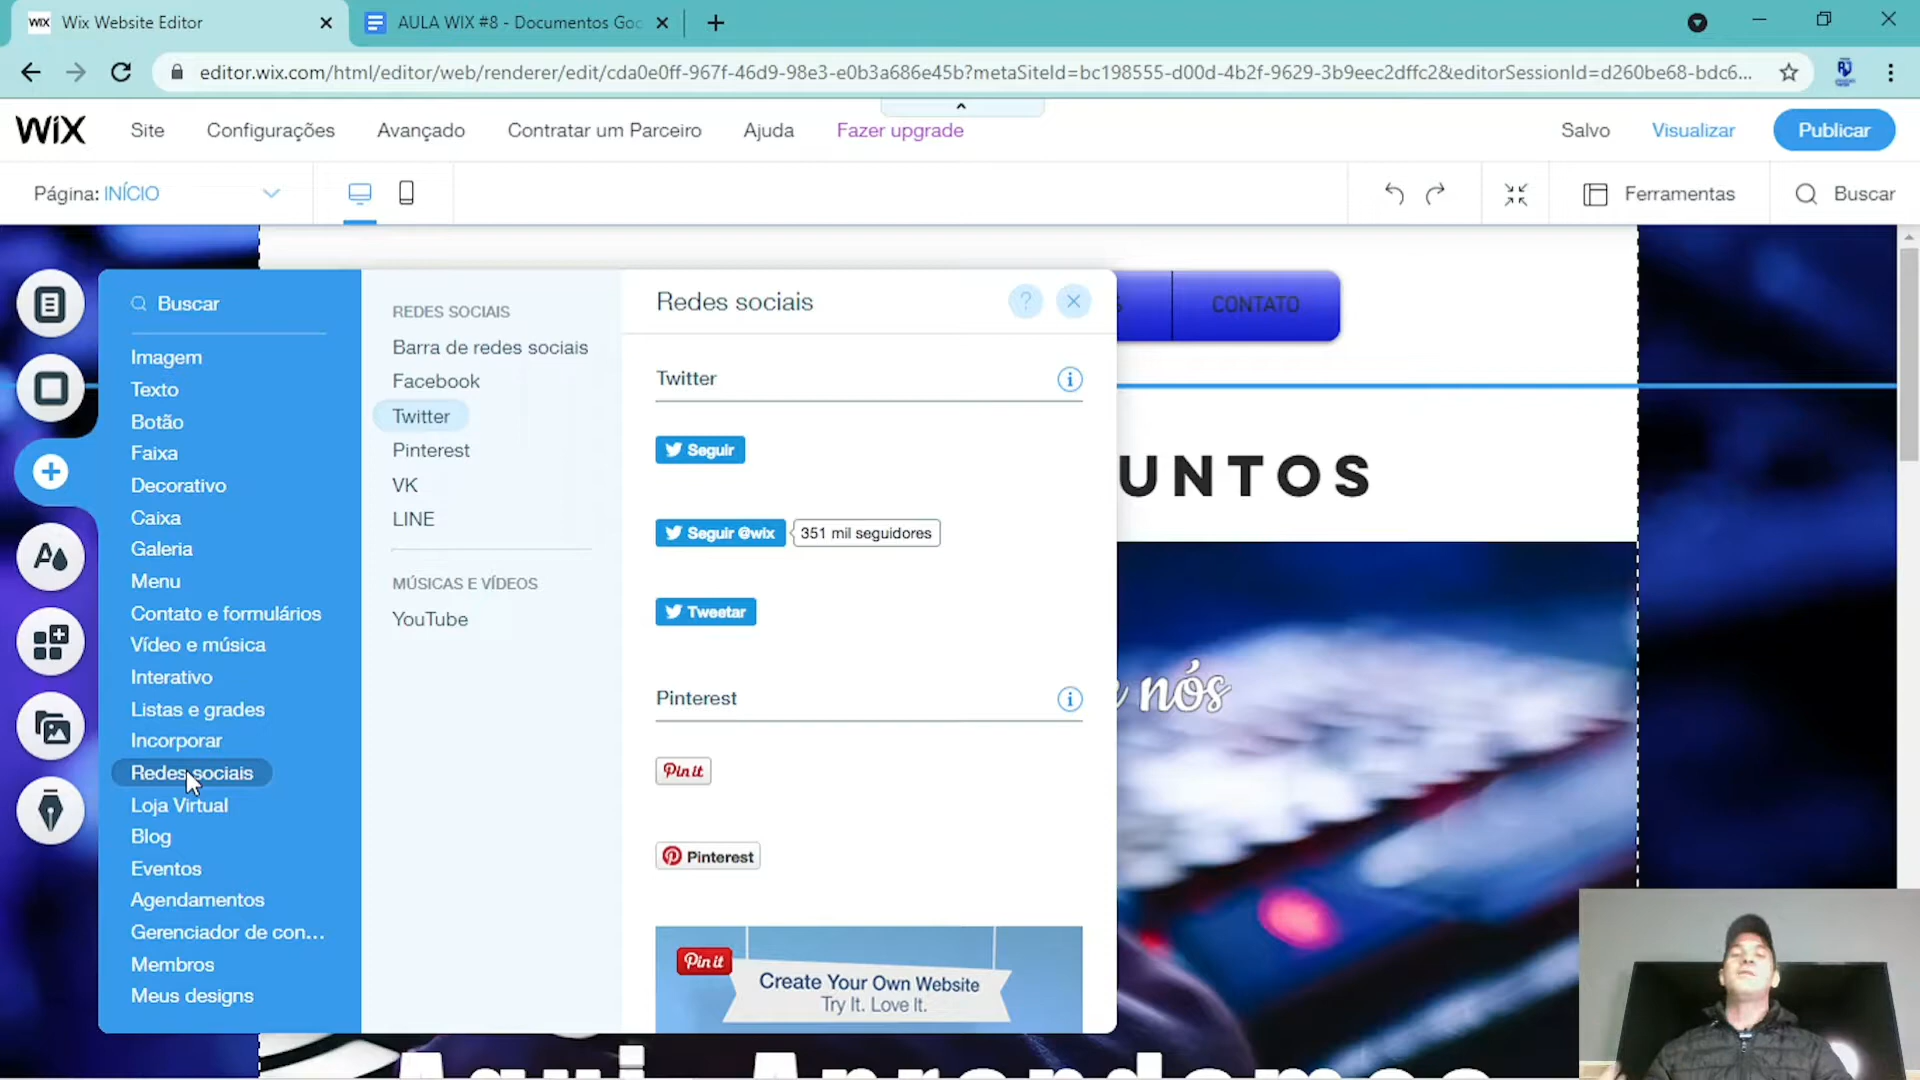 WIX Wix Website Editor
AULA WIX #8 - Documentos Goo
editor.wix.com/html/editor/web/renderer/edit/cda0e0ff-967f-46d9-98e3-e0b3a686e45b?metaSiteId=bc198555-d00d-4b2f-9629-3b9eec2dffc2&editorSessionId=d260be68-bdc6...
WiX Site Configurações Avançado Contratar um Parceiro Ajuda Fazer upgrade Salvo Visualizar Publicar
Página: INÍCIO Ferramentas Buscar
Buscar
Imagem
Texto
Botão
Faixa
Decorativo
Caixa
Galeria
Menu
Contato e formulários
Vídeo e música
Interativo
Listas e grades
Incorporar
Redes sociais
Loja Virtual
Blog
Eventos
Agendamentos
Gerenciador de con...
Membros
Meus designs
REDES SOCIAIS
Barra de redes sociais
Facebook
Twitter
Pinterest
VK
LINE
MÚSICAS E VÍDEOS
YouTube
Redes sociais
Twitter
Seguir
Seguir @wix 351 mil seguidores
Tweetar
Pinterest
Pin it
Pinterest
Pin it
Create Your Own Website
Try It. Love It.
CONTATO
UNTOS
nós
Aqui Aprendemos